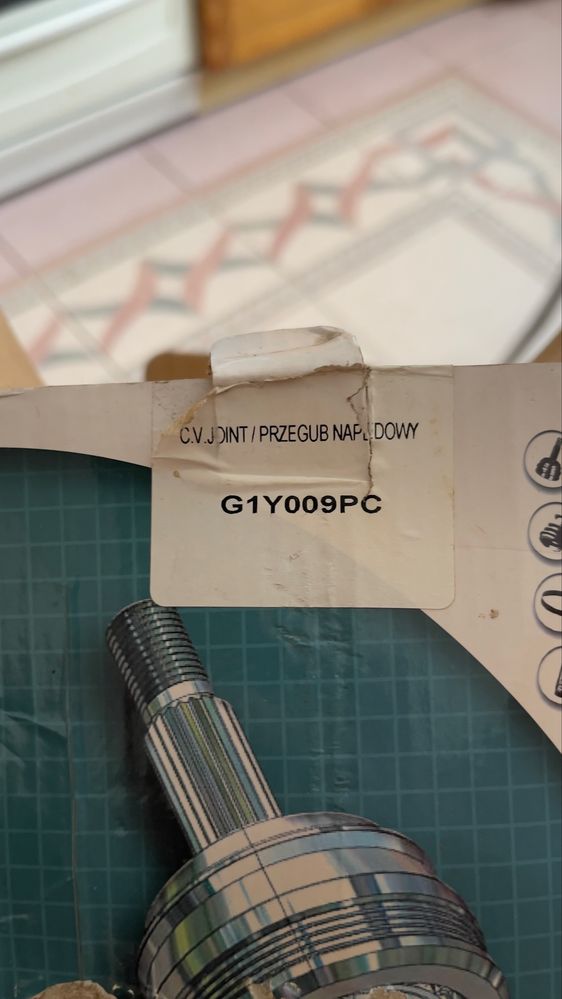 C.V.JOINT / PRZEGUB NAPĘDOWY
G1Y009PC